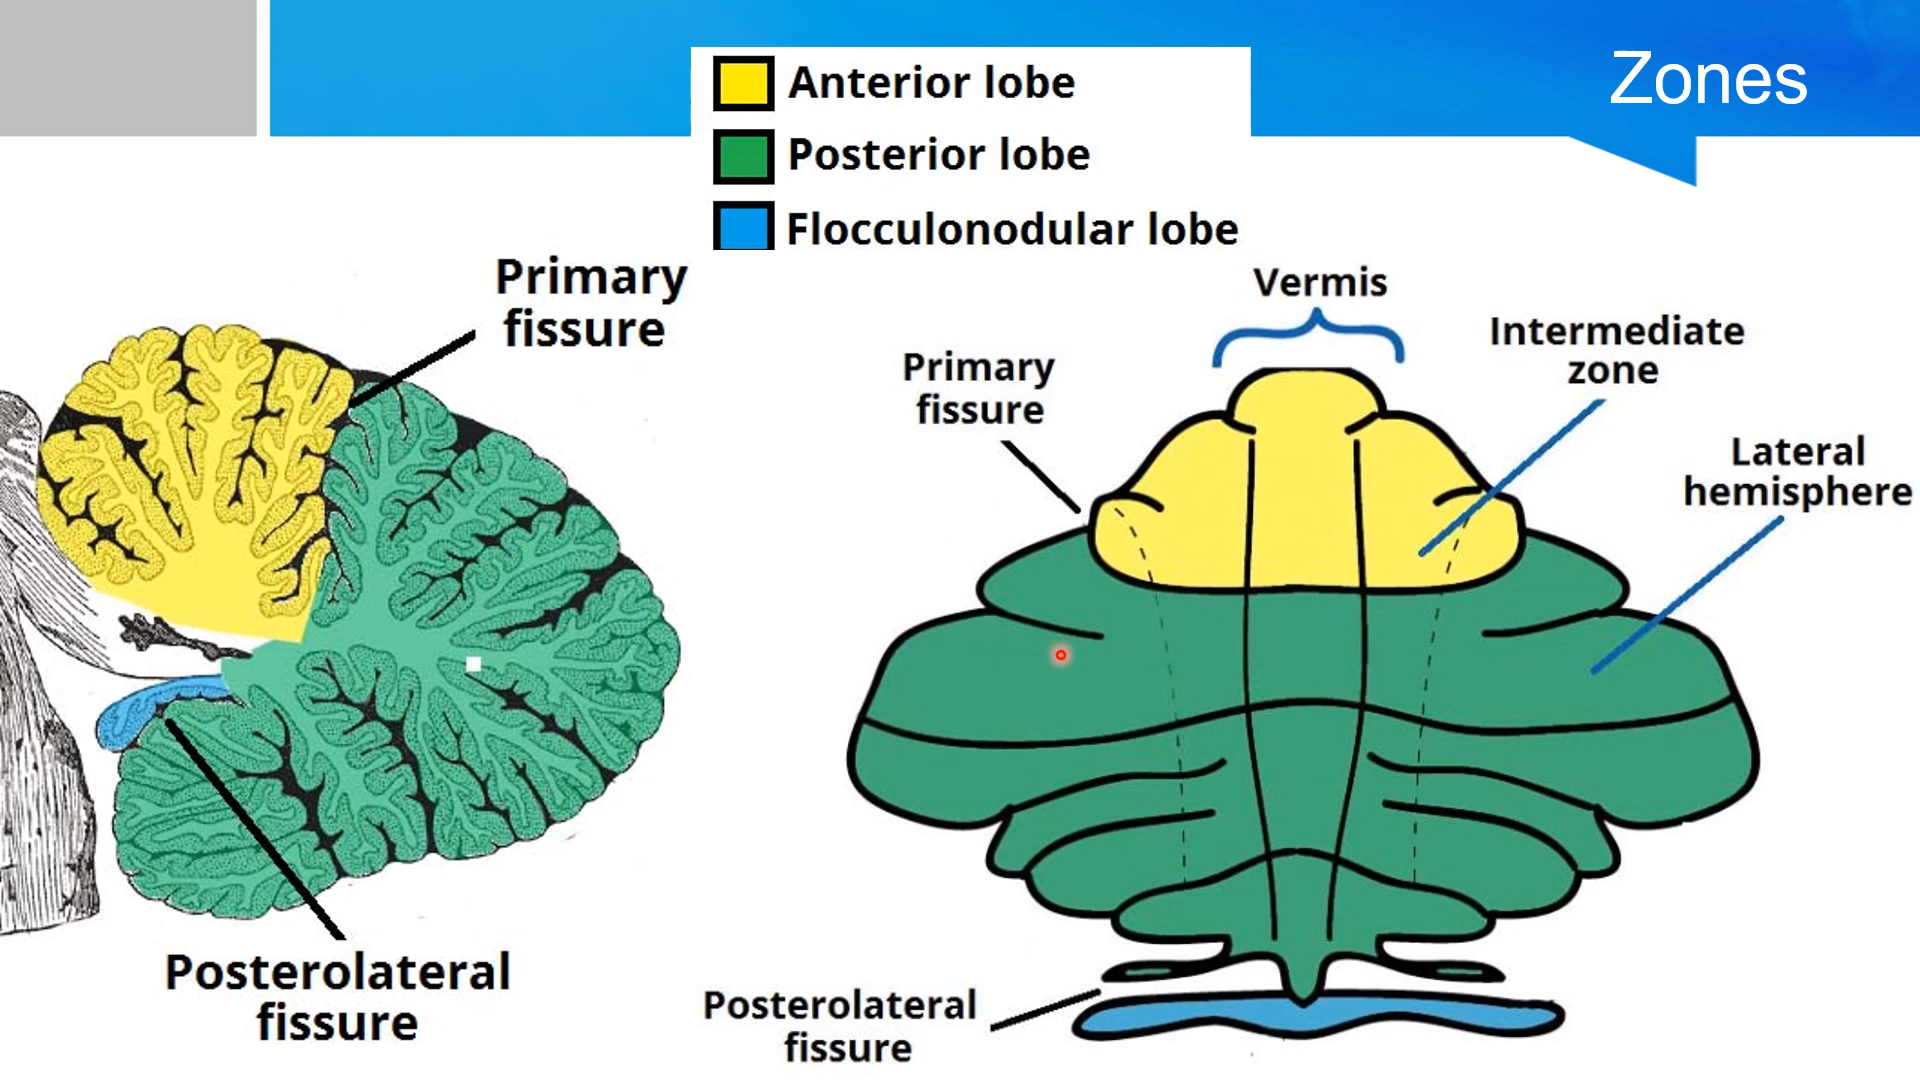 Zones
Anterior lobe
Posterior lobe
Flocculonodular lobe
Primary
fissure
Posterolateral
fissure
Vermis
Intermediate
zone
Primary
fissure
Lateral
hemisphere
Posterolateral
fissure